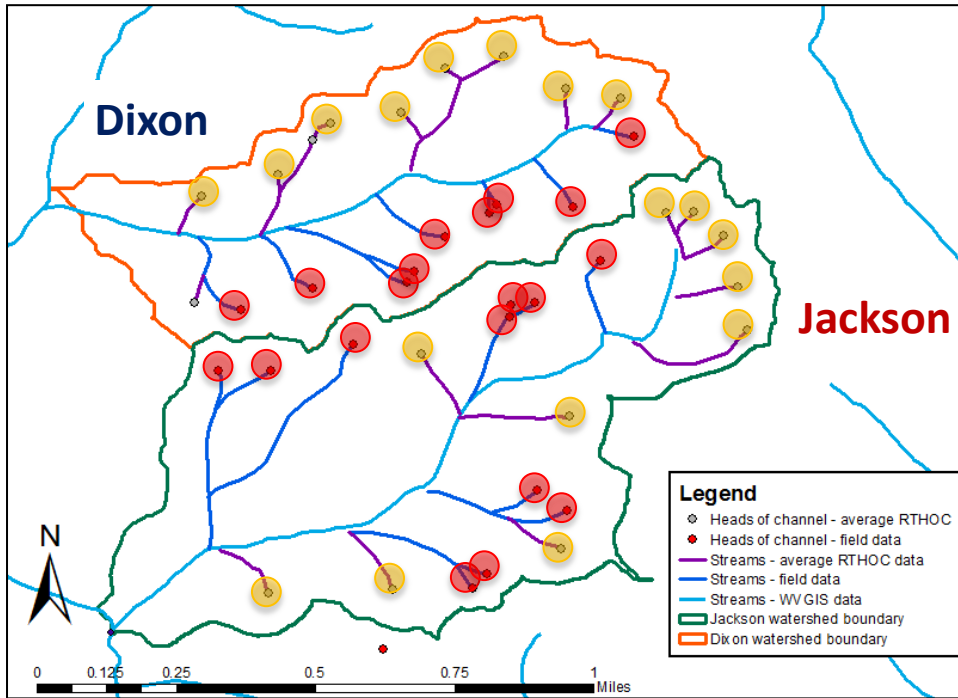 Dixon
Jackson
Legend
Heads of channel - average RTHOC
Heads of channel - field data
Streams - average RTHOC data
Streams - field data
Streams - WVGIS data
Jackson watershed boundary
Dixon watershed boundary
N
0 0.125 0.25 0.5 0.75 1
Miles